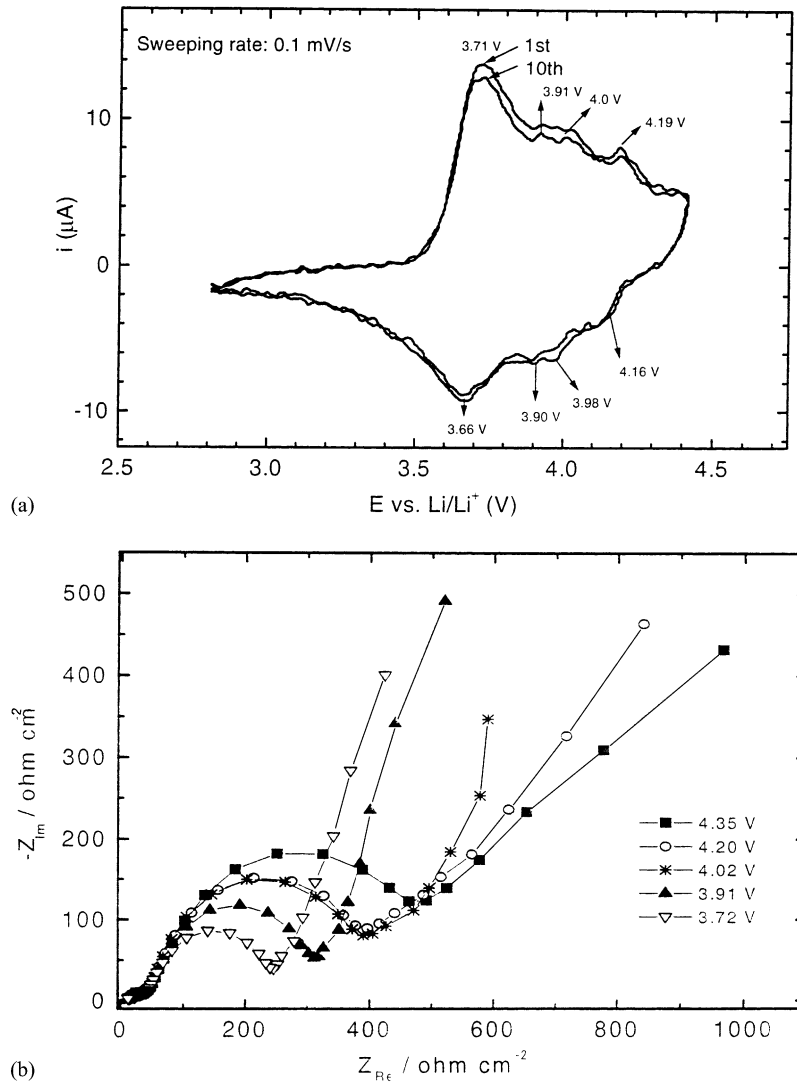 Sweeping rate: 0.1 mV/s
3.71 V
1st
10th
3.91 V
4.0 V
4.19 V
10
0
-10
i (μA)
3.66 V
3.90 V
3.98 V
4.16 V
2.5 3.0 3.5 4.0 4.5
E vs. Li/Li⁺ (V)
(a)
500
400
300
200
100
0
-Z_Im / ohm cm⁻²
4.35 V
4.20 V
4.02 V
3.91 V
3.72 V
0 200 400 600 800 1000
Z_Re / ohm cm⁻²
(b)